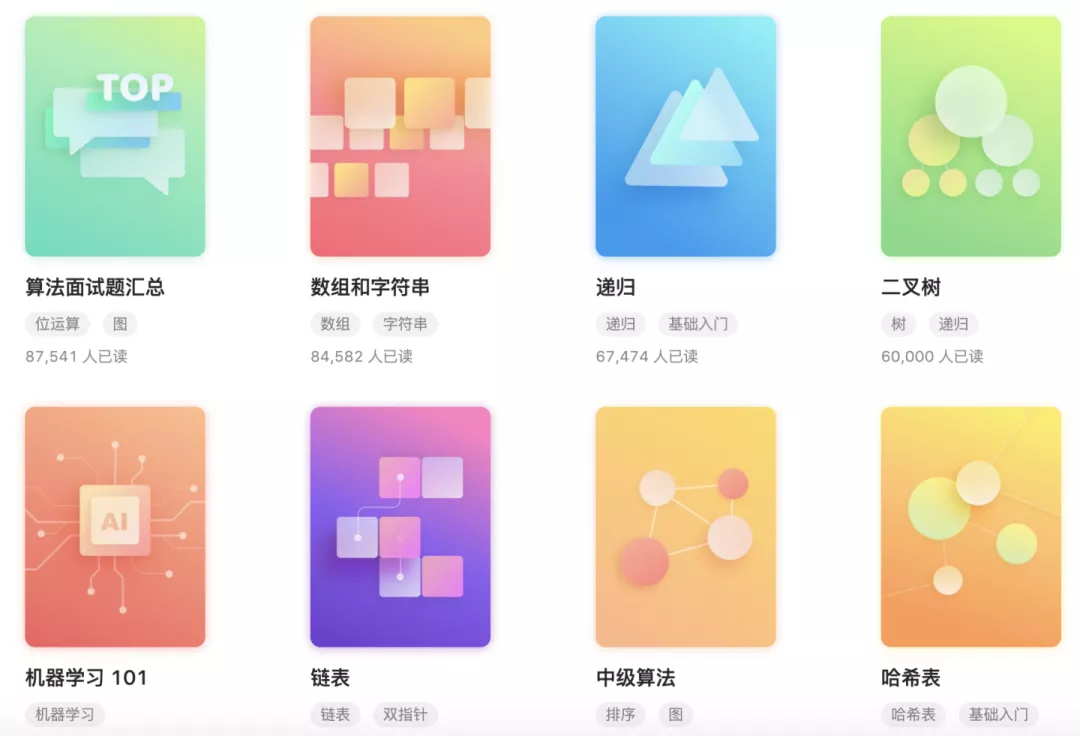 TOP
算法面试题汇总
位运算 图
87,541 人已读
数组和字符串
数组 字符串
84,582 人已读
递归
递归 基础入门
67,474 人已读
二叉树
树 递归
60,000 人已读
AI
机器学习 101
机器学习
链表
链表 双指针
中级算法
排序 图
哈希表
哈希表 基础入门